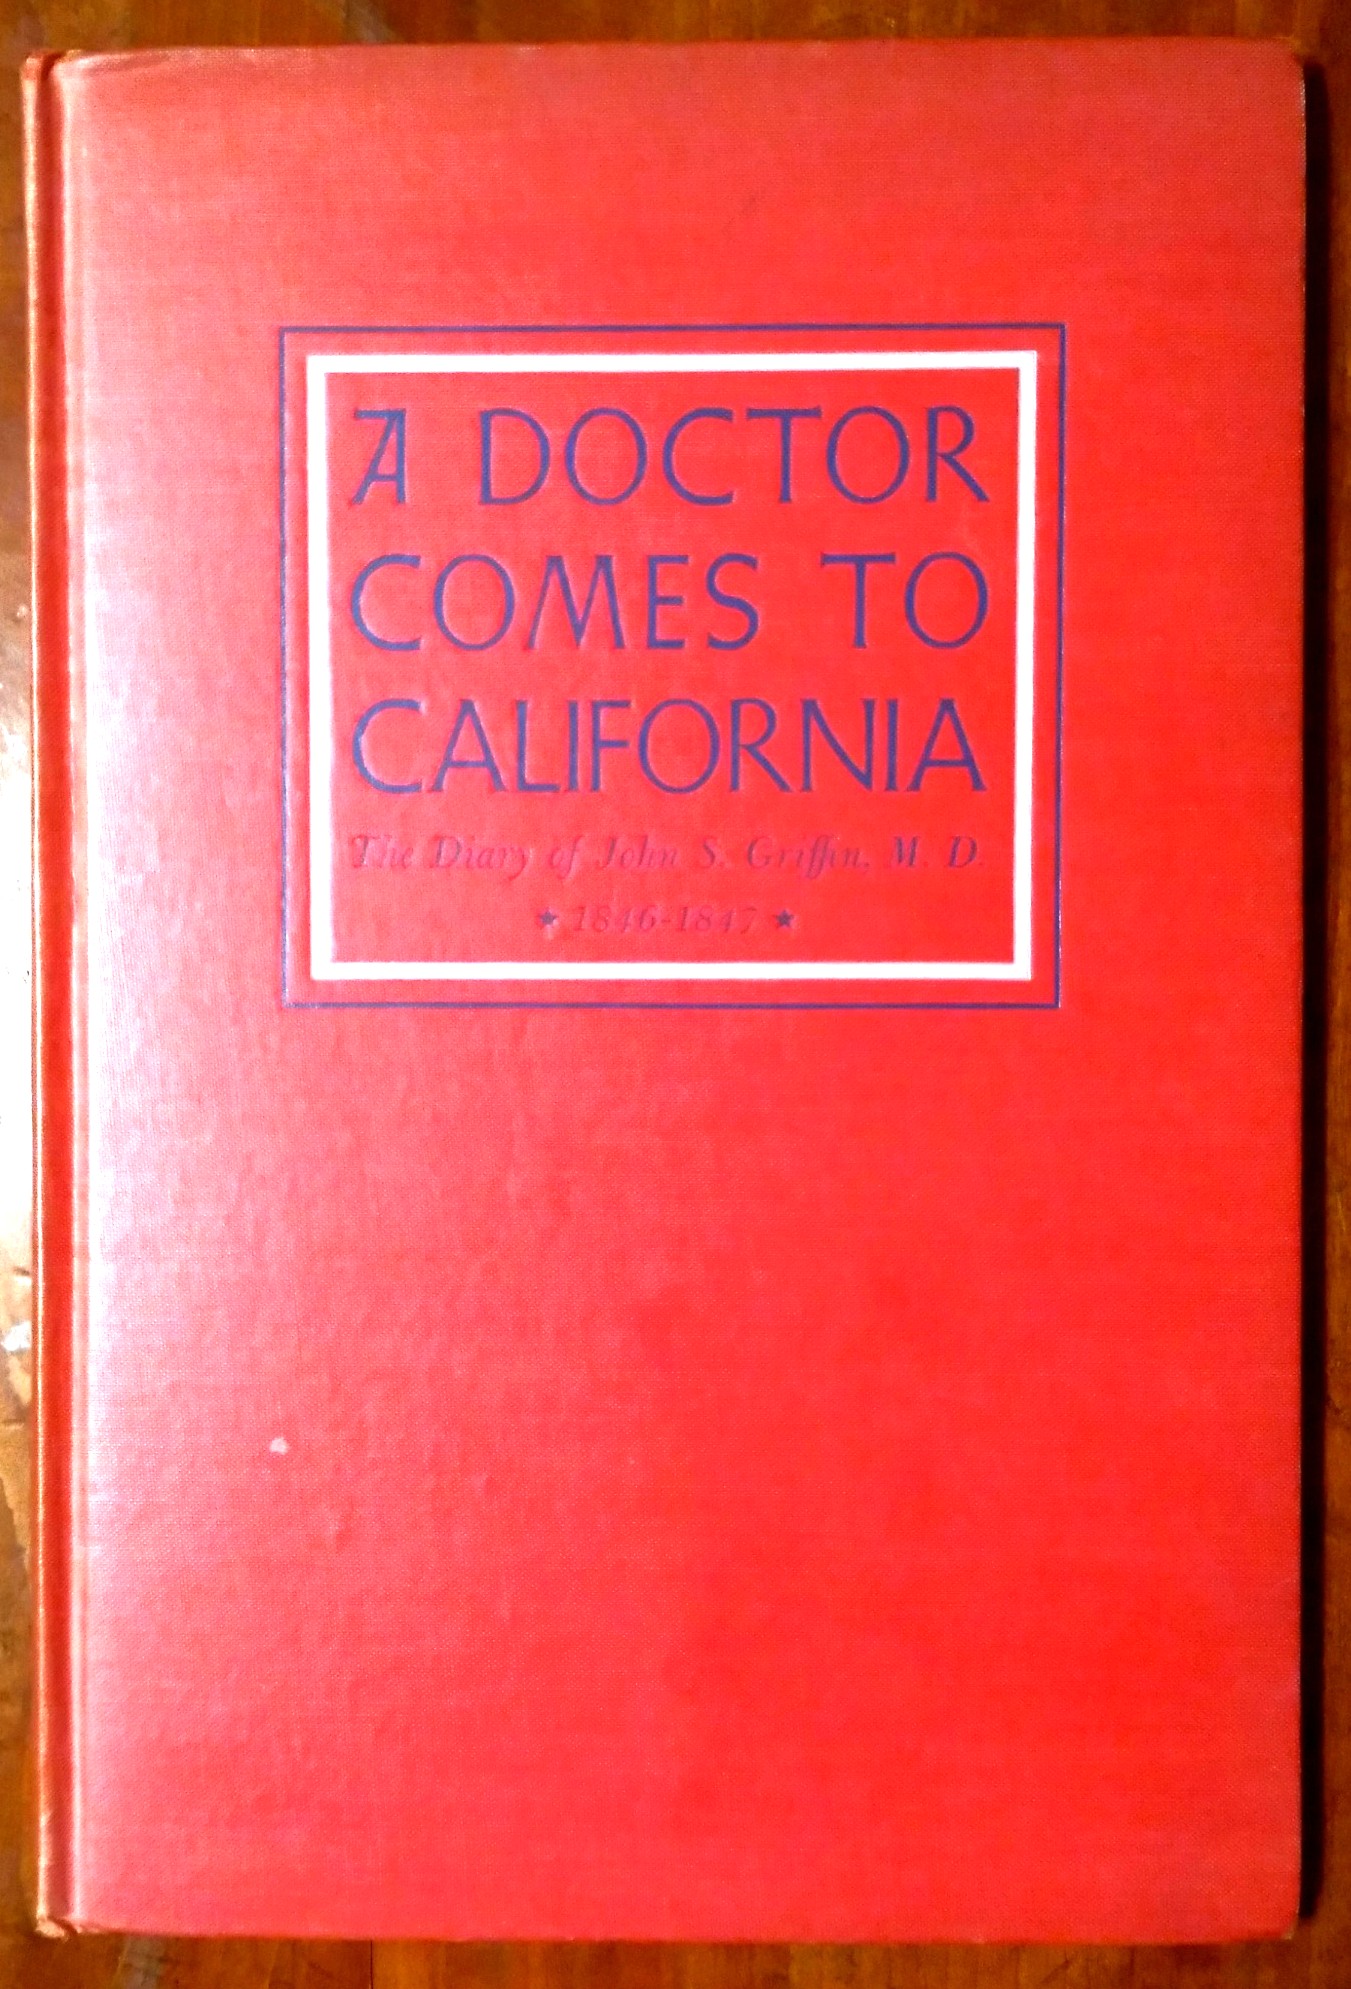 A DOCTOR
COMES TO
CALIFORNIA
The Diary of John S. Griffin, M. D.
★ 1846-1847 ★